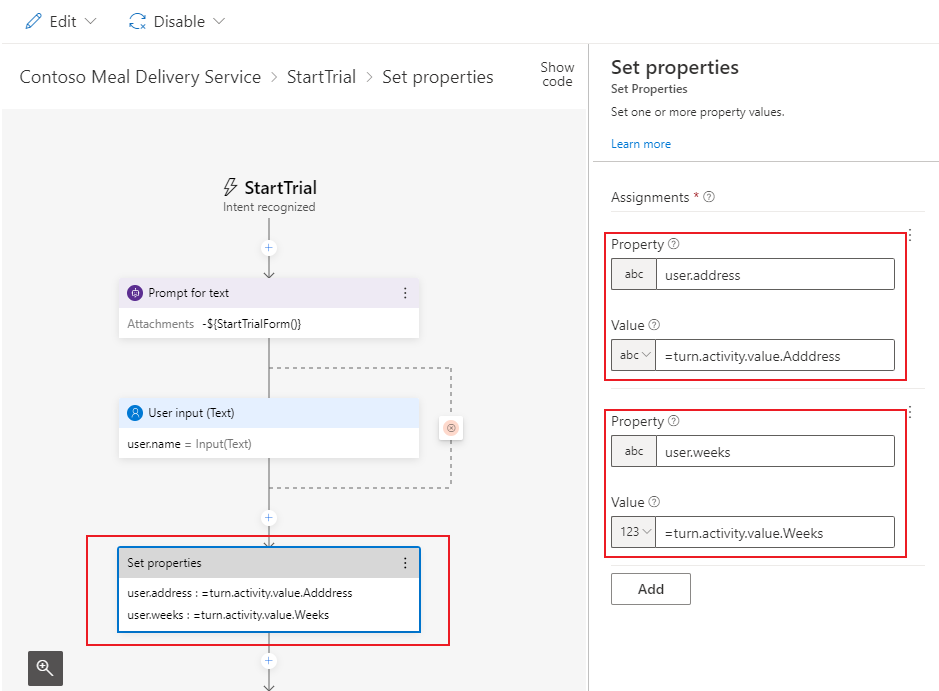 Edit Disable
Contoso Meal Delivery Service > StartTrial > Set properties
Show
code
StartTrial
Intent recognized
Prompt for text
Attachments -${StartTrialForm()}
User input (Text)
user.name = Input(Text)
Set properties
user.address : =turn.activity.value.Adddress
user.weeks : =turn.activity.value.Weeks
Set properties
Set Properties
Set one or more property values.
Learn more
Assignments *
Property
abc user.address
Value
abc =turn.activity.value.Adddress
Property
abc user.weeks
Value
123 =turn.activity.value.Weeks
Add